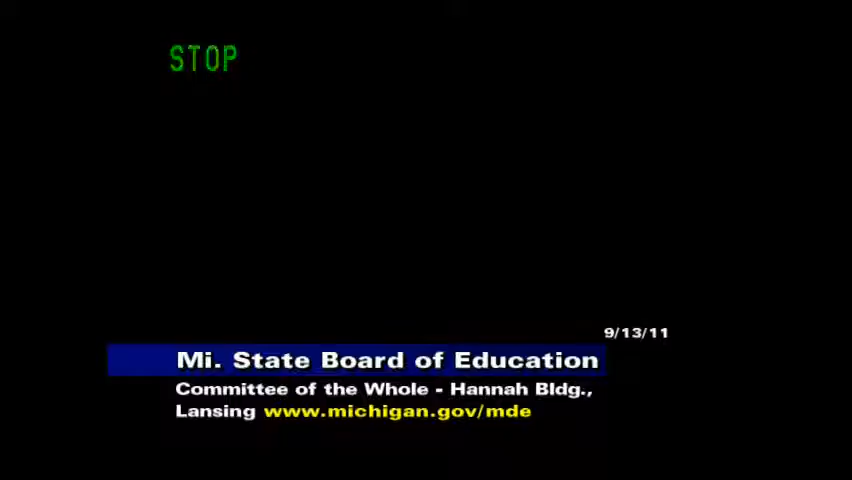 STOP
9/13/11
Mi. State Board of Education
Committee of the Whole - Hannah Bldg.,
Lansing www.michigan.gov/mde